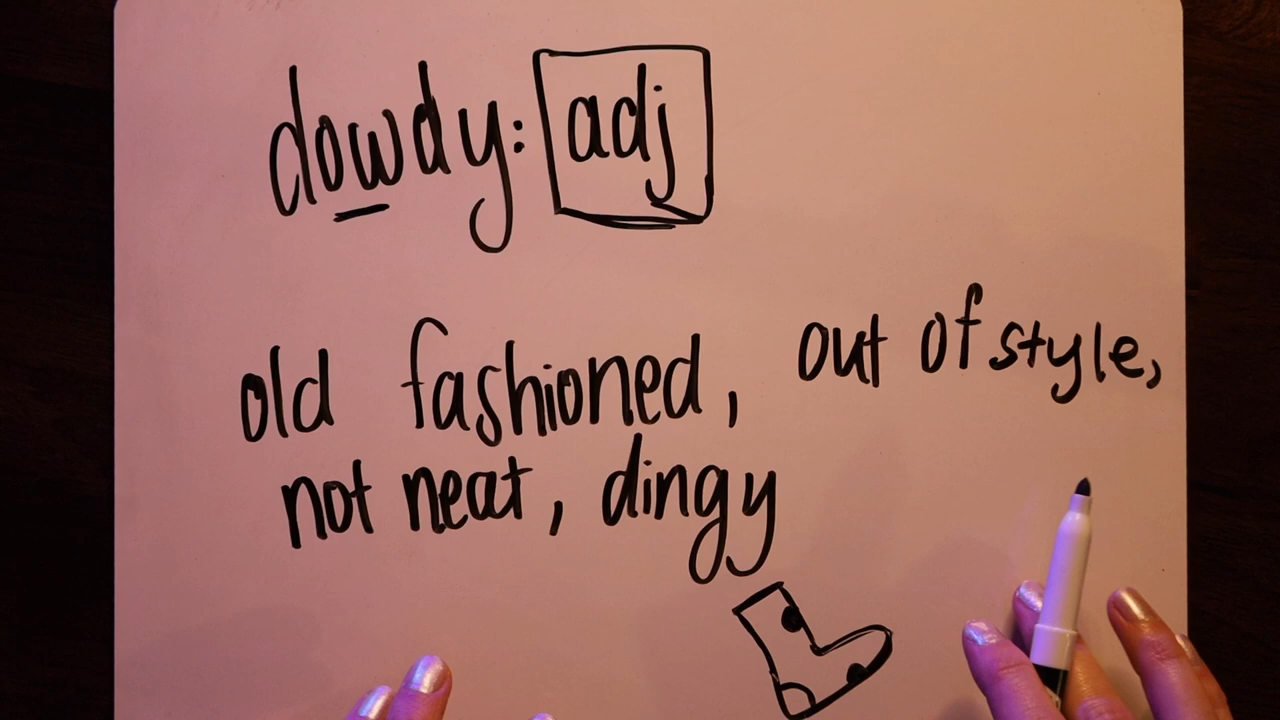 dowdy: adj
old fashioned, out of style,
not neat, dingy